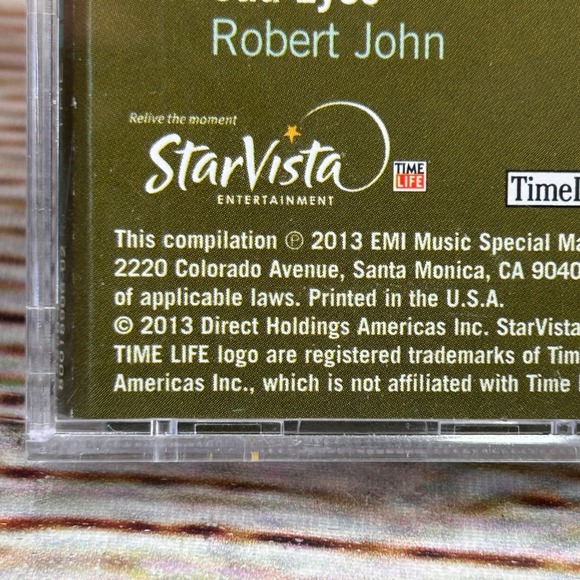 Robert John
Relive the moment
StarVista
ENTERTAINMENT
TIME
LIFE
This compilation ℗ 2013 EMI Music Special Ma
2220 Colorado Avenue, Santa Monica, CA 9040
of applicable laws. Printed in the U.S.A.
© 2013 Direct Holdings Americas Inc. StarVista
TIME LIFE logo are registered trademarks of Tim
Americas Inc., which is not affiliated with Time